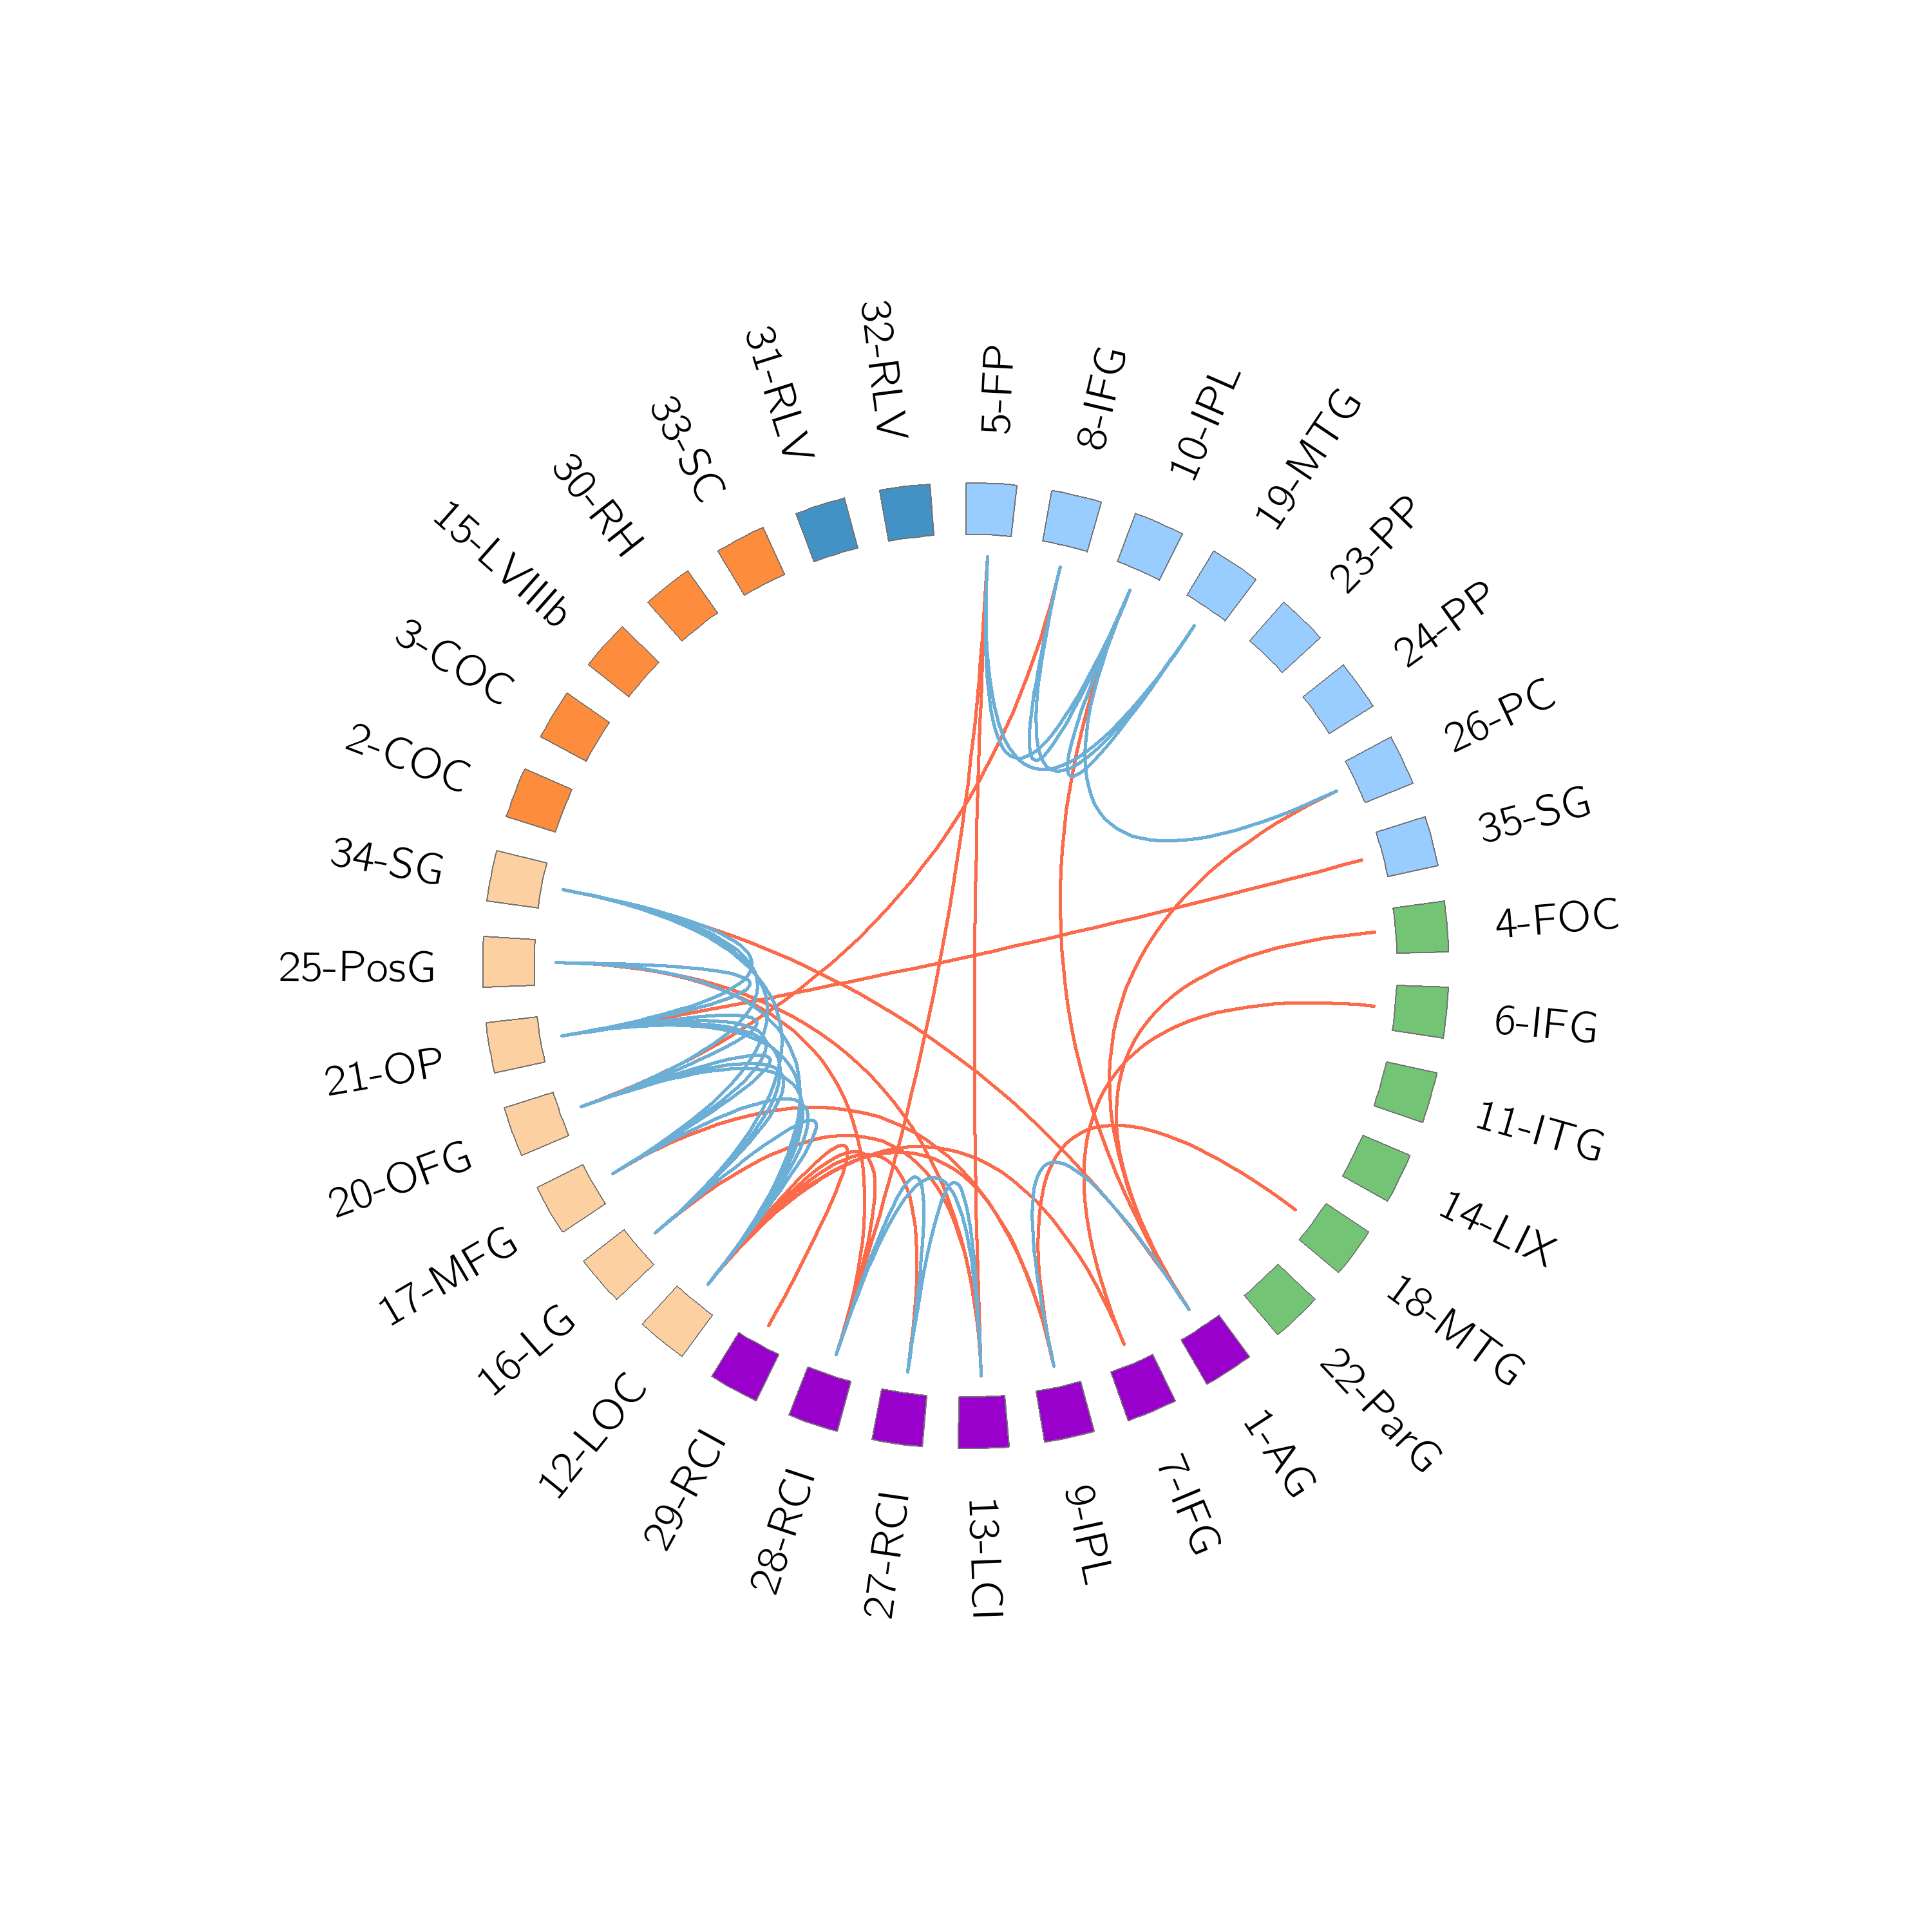 5-FP
8-IFG
10-IPL
19-MTG
23-PP
24-PP
26-PC
35-SG
4-FOC
6-IFG
11-ITG
14-LIX
18-MTG
22-ParG
1-AG
7-IFG
9-IPL
13-LCI
27-RCI
28-RCI
29-RCI
12-LOC
16-LG
17-MFG
20-OFG
21-OP
25-PosG
34-SG
2-COC
3-COC
15-LVIIIb
30-RH
33-SC
31-RLV
32-RLV